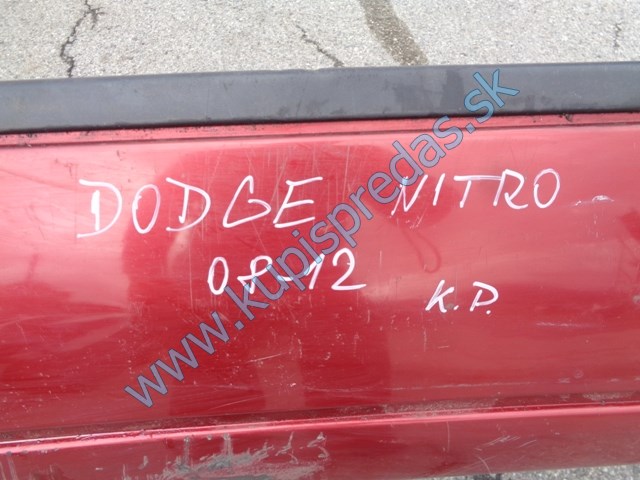 DODGE NITRO
08-12
K.P.
www.kupispredas.sk